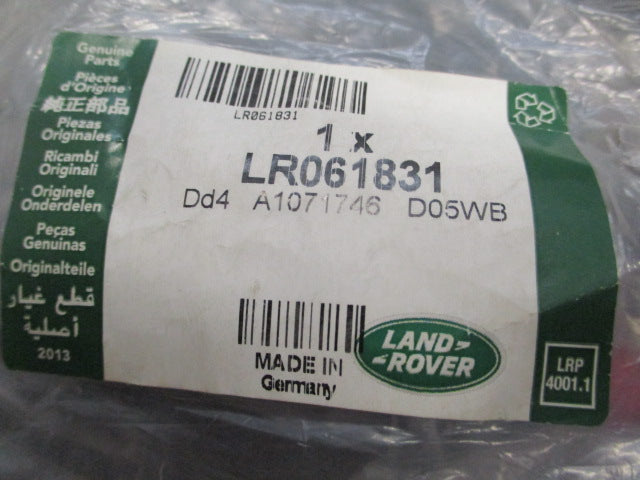 Genuine
Parts
Pièces
d'Origine
純正部品
Piezas
Originales
Ricambi
Originali
Originele
Onderdelen
Peças
Genuinas
Originalteile
قطع غيار
أصلية
2013
LR061831
1 x
LR061831
Dd4 A1071746 D05WB
MADE IN
Germany
LAND-
-ROVER
LRP
4001.1